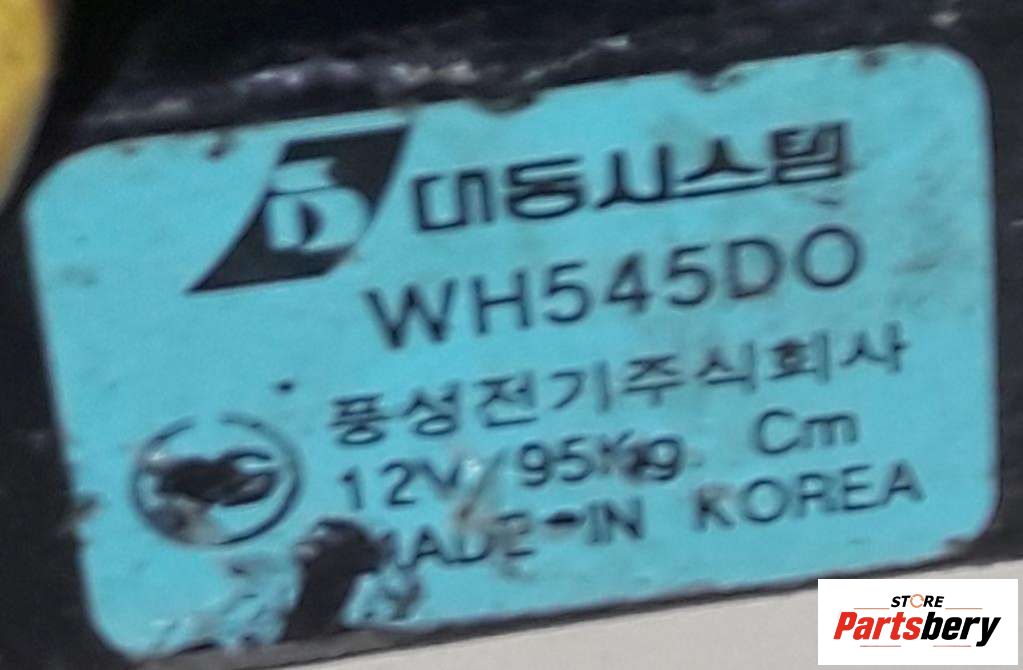 대동시스템
WH545DO
풍성전기주식회사
12V/95Kg. Cm
MADE IN KOREA
STORE
Partsbery